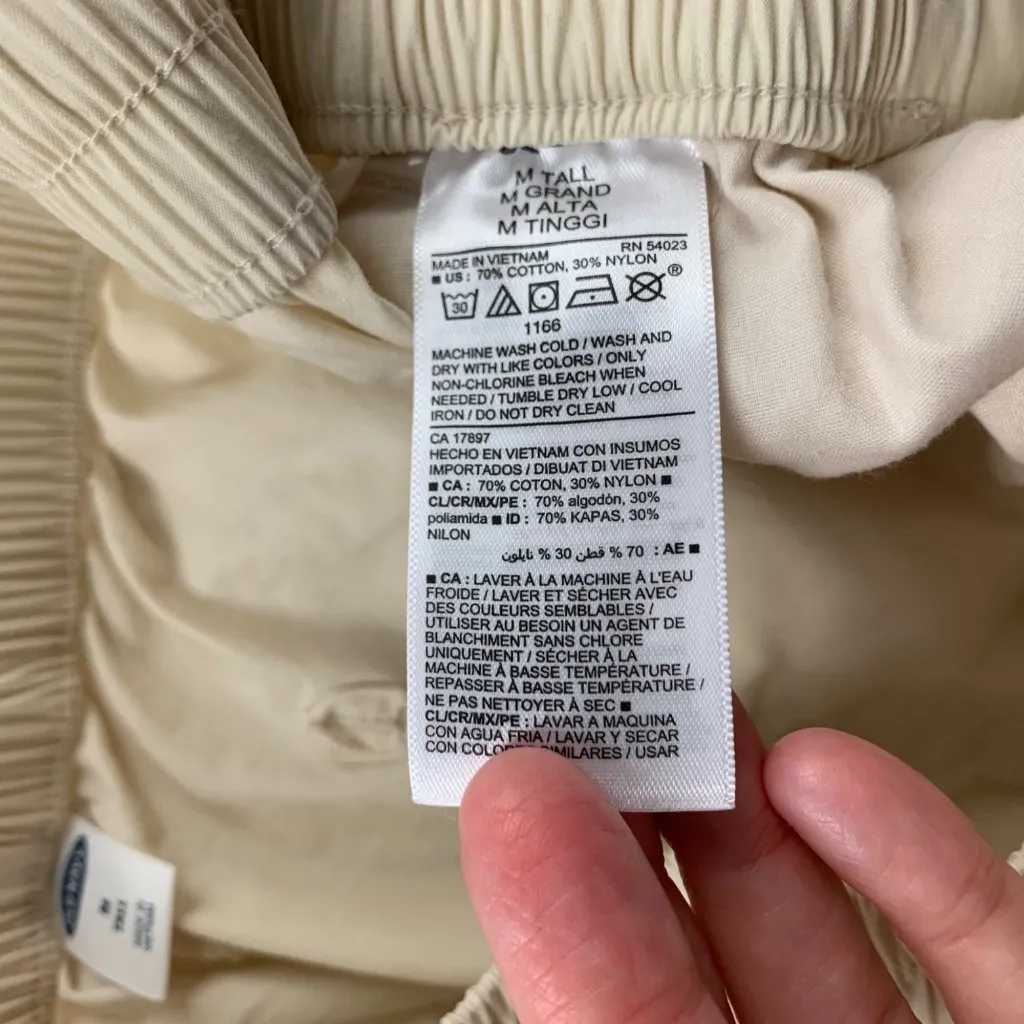 M TALL
M GRAND
M ALTA
M TINGGI
RN 54023
MADE IN VIETNAM
■ US : 70% COTTON, 30% NYLON
30
®
1166
MACHINE WASH COLD / WASH AND
DRY WITH LIKE COLORS / ONLY
NON-CHLORINE BLEACH WHEN
NEEDED / TUMBLE DRY LOW / COOL
IRON / DO NOT DRY CLEAN
CA 17897
HECHO EN VIETNAM CON INSUMOS
IMPORTADOS / DIBUAT DI VIETNAM
■ CA : 70% COTON, 30% NYLON ■
CL/CR/MX/PE : 70% algodón, 30%
poliamida ■ ID : 70% KAPAS, 30%
NILON
■ AE : 70 % قطن 30 % نايلون
■ CA : LAVER À LA MACHINE À L'EAU
FROIDE / LAVER ET SÉCHER AVEC
DES COULEURS SEMBLABLES /
UTILISER AU BESOIN UN AGENT DE
BLANCHIMENT SANS CHLORE
UNIQUEMENT / SÉCHER À LA
MACHINE À BASSE TEMPÉRATURE /
REPASSER À BASSE TEMPÉRATURE /
NE PAS NETTOYER À SEC ■
CL/CR/MX/PE : LAVAR A MAQUINA
CON AGUA FRIA / LAVAR Y SECAR
CON SIMILARES / USAR